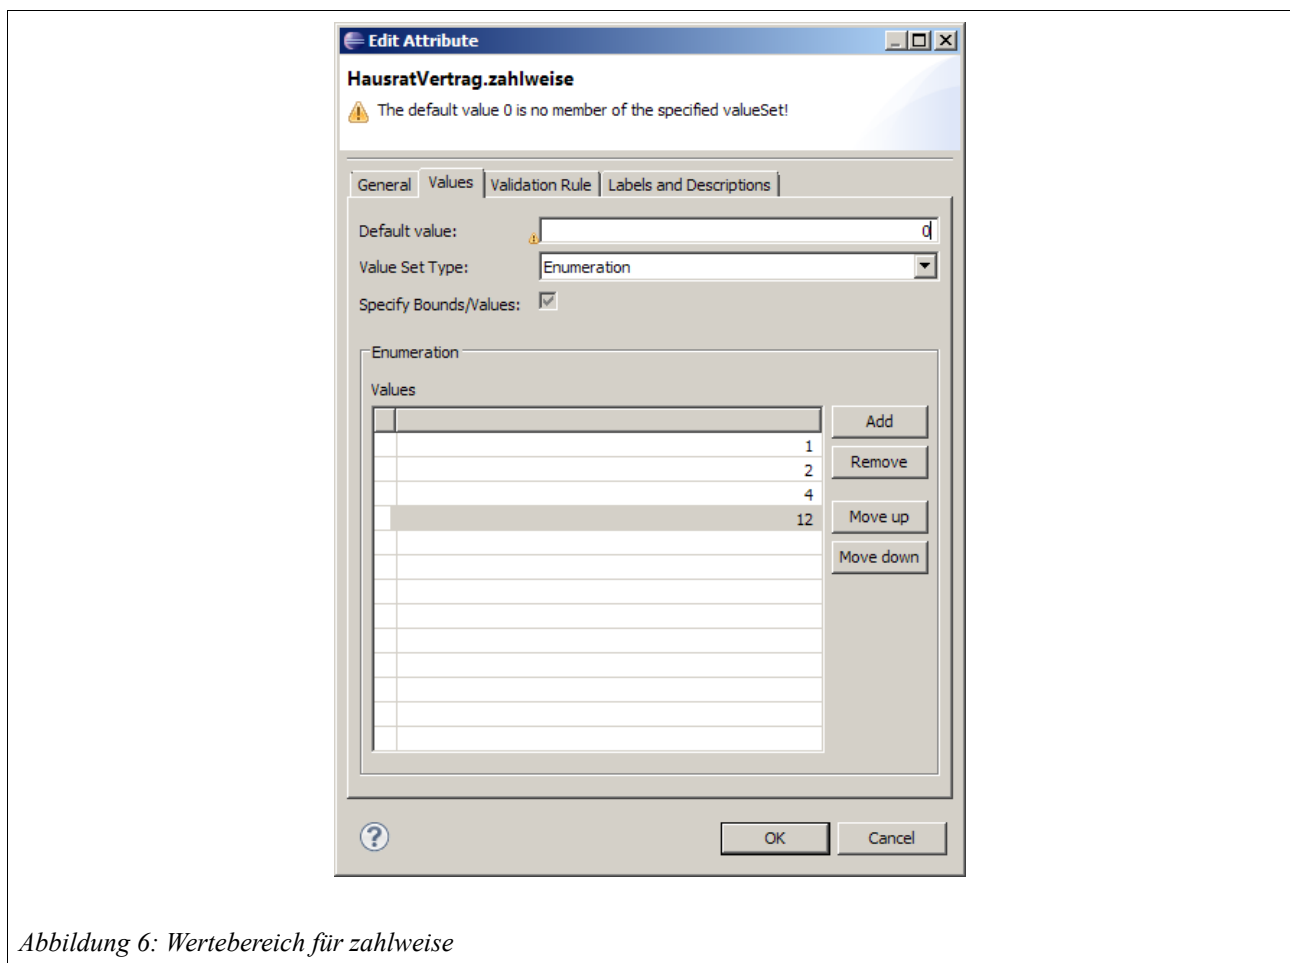 Edit Attribute
HausratVertrag.zahlweise
The default value 0 is no member of the specified valueSet!
General Values Validation Rule Labels and Descriptions
Default value: 0
Value Set Type: Enumeration
Specify Bounds/Values:
Enumeration
Values
Add
1
Remove
2
4
12 Move up
Move down
? OK Cancel
Abbildung 6: Wertebereich für zahlweise